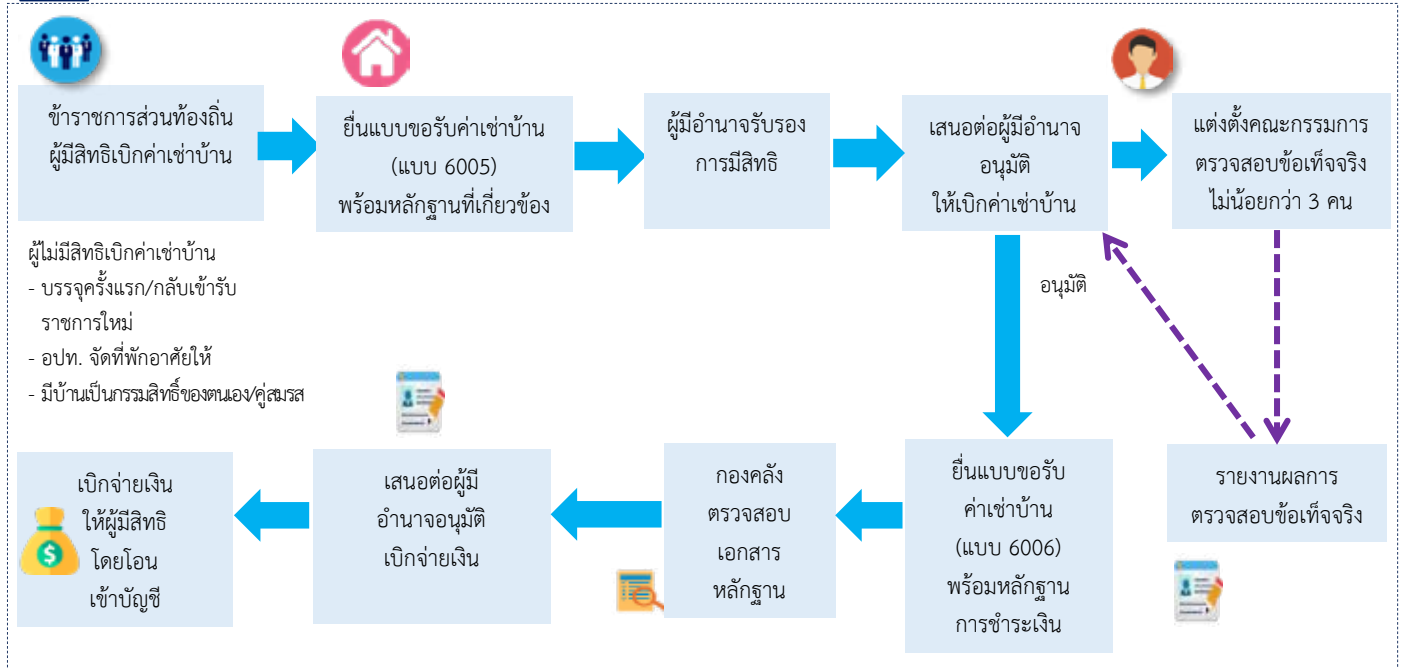 ข้าราชการส่วนท้องถิ่น
ผู้มีสิทธิเบิกค่าเช่าบ้าน
ยื่นแบบขอรับค่าเช่าบ้าน
(แบบ 6005)
พร้อมหลักฐานที่เกี่ยวข้อง
ผู้มีอำนาจรับรอง
การมีสิทธิ
เสนอต่อผู้มีอำนาจ
อนุมัติ
ให้เบิกค่าเช่าบ้าน
แต่งตั้งคณะกรรมการ
ตรวจสอบข้อเท็จจริง
ไม่น้อยกว่า 3 คน
ผู้ไม่มีสิทธิเบิกค่าเช่าบ้าน
- บรรจุครั้งแรก/กลับเข้ารับ
ราชการใหม่
- อปท. จัดที่พักอาศัยให้
- มีบ้านเป็นกรรมสิทธิ์ของตนเอง/คู่สมรส
อนุมัติ
รายงานผลการ
ตรวจสอบข้อเท็จจริง
ยื่นแบบขอรับ
ค่าเช่าบ้าน
(แบบ 6006)
พร้อมหลักฐาน
การชำระเงิน
กองคลัง
ตรวจสอบ
เอกสาร
หลักฐาน
เสนอต่อผู้มี
อำนาจอนุมัติ
เบิกจ่ายเงิน
เบิกจ่ายเงิน
ให้ผู้มีสิทธิ
โดยโอน
เข้าบัญชี